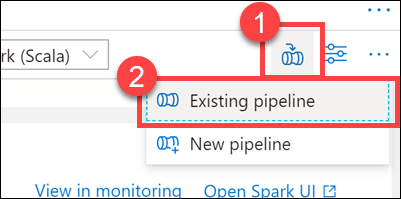 1
rk (Scala)
2
Existing pipeline
New pipeline
View in monitoring Open Spark UI